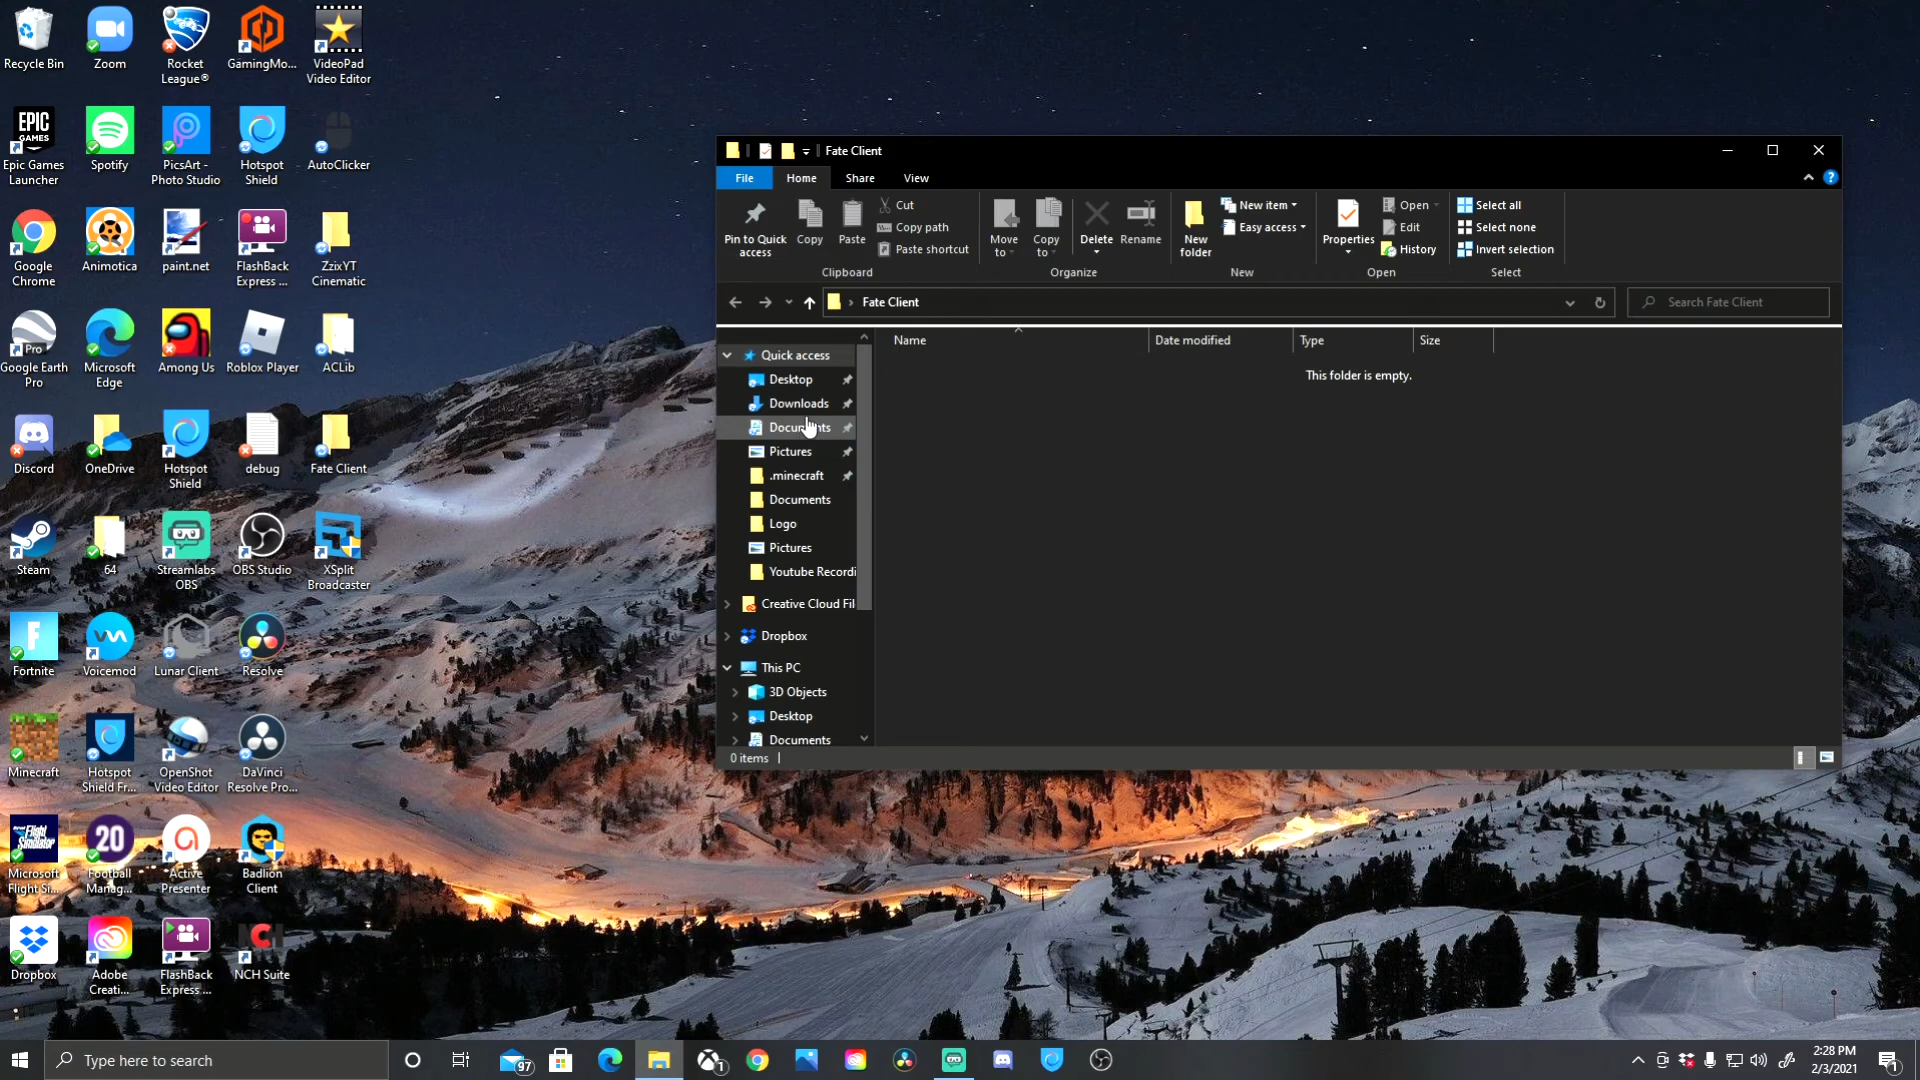 Recycle Bin
Zoom
Rocket
League®
GamingMo...
VideoPad
Video Editor
EPIC
GAMES
Epic Games
Launcher
Spotify
PicsArt -
Photo Studio
Hotspot
Shield
AutoClicker
Google
Chrome
Animotica
paint.net
FlashBack
Express ...
ZzixYT
Cinematic
Pro
Google Earth
Pro
Microsoft
Edge
Among Us
Roblox Player
ACLib
Discord
OneDrive
Hotspot
Shield
debug
Fate Client
Steam
64
Streamlabs
OBS
OBS Studio
XSplit
Broadcaster
Fortnite
Voicemod
Lunar Client
Resolve
Minecraft
Hotspot
Shield Fr...
OpenShot
Video Editor
DaVinci
Resolve Pro...
Flight
Simulator
Microsoft
Flight Si...
20
Football
Manag...
Active
Presenter
Badlion
Client
Dropbox
Adobe
Creati...
FlashBack
Express ...
NCH Suite
Fate Client
File
Home
Share
View
Pin to Quick
access
Copy
Paste
Cut
Copy path
Paste shortcut
Clipboard
Move
to
Copy
to
Delete
Rename
Organize
New
folder
New item
Easy access
New
Properties
Open
Edit
History
Open
Select all
Select none
Invert selection
Select
Fate Client
Search Fate Client
Name
Date modified
Type
Size
This folder is empty.
Quick access
Desktop
Downloads
Documents
Pictures
.minecraft
Documents
Logo
Pictures
Youtube Recordi
Creative Cloud Fil
Dropbox
This PC
3D Objects
Desktop
Documents
0 items
Type here to search
97
1
2:28 PM
2/3/2021
1